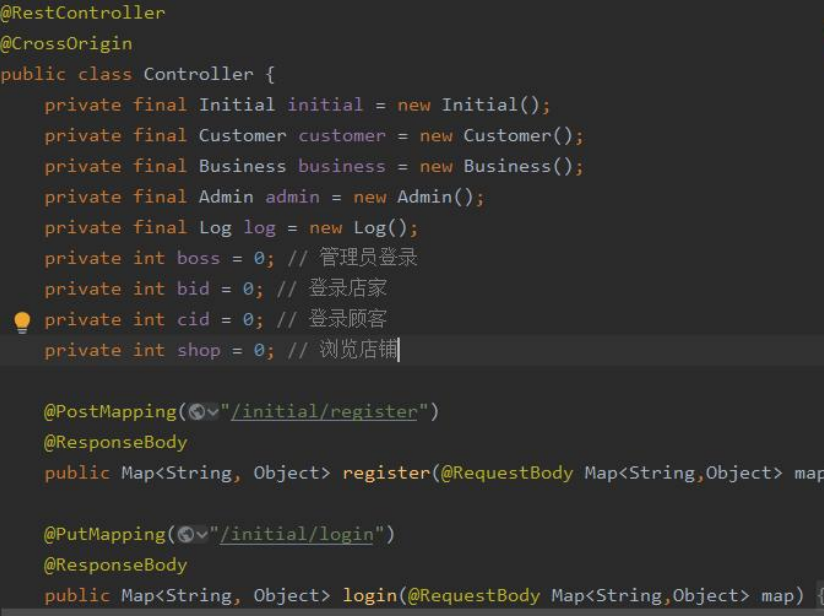 @RestController
@CrossOrigin
public class Controller {
private final Initial initial = new Initial();
private final Customer customer = new Customer();
private final Business business = new Business();
private final Admin admin = new Admin();
private final Log log = new Log();
private int boss = 0; // 管理员登录
private int bid = 0; // 登录店家
private int cid = 0; // 登录顾客
private int shop = 0; // 浏览店铺
@PostMapping("/initial/register")
@ResponseBody
public Map<String, Object> register(@RequestBody Map<String,Object> map
@PutMapping("/initial/login")
@ResponseBody
public Map<String, Object> login(@RequestBody Map<String,Object> map) {